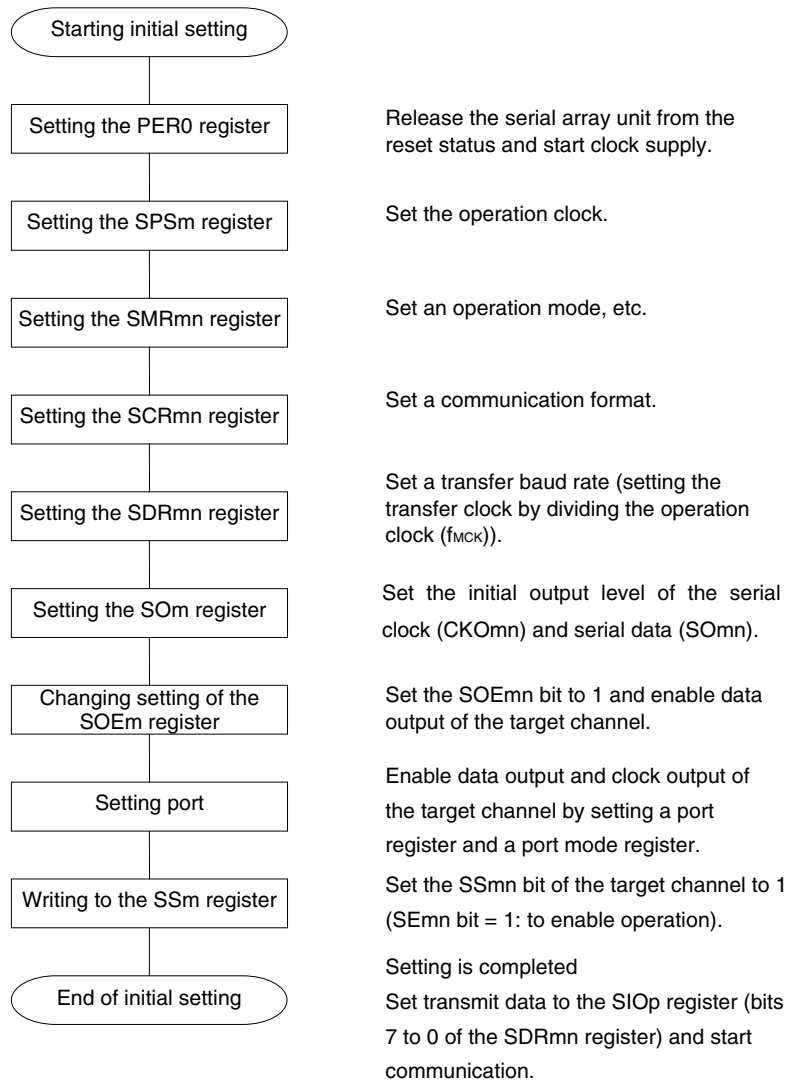 Starting initial setting
Setting the PER0 register
Release the serial array unit from the
reset status and start clock supply.
Setting the SPSm register
Set the operation clock.
Setting the SMRmn register
Set an operation mode, etc.
Setting the SCRmn register
Set a communication format.
Setting the SDRmn register
Set a transfer baud rate (setting the
transfer clock by dividing the operation
clock (fMCK)).
Setting the SOm register
Set the initial output level of the serial
clock (CKOmn) and serial data (SOmn).
Changing setting of the
SOEm register
Set the SOEmn bit to 1 and enable data
output of the target channel.
Setting port
Enable data output and clock output of
the target channel by setting a port
register and a port mode register.
Writing to the SSm register
Set the SSmn bit of the target channel to 1
(SEmn bit = 1: to enable operation).
End of initial setting
Setting is completed
Set transmit data to the SIOp register (bits
7 to 0 of the SDRmn register) and start
communication.